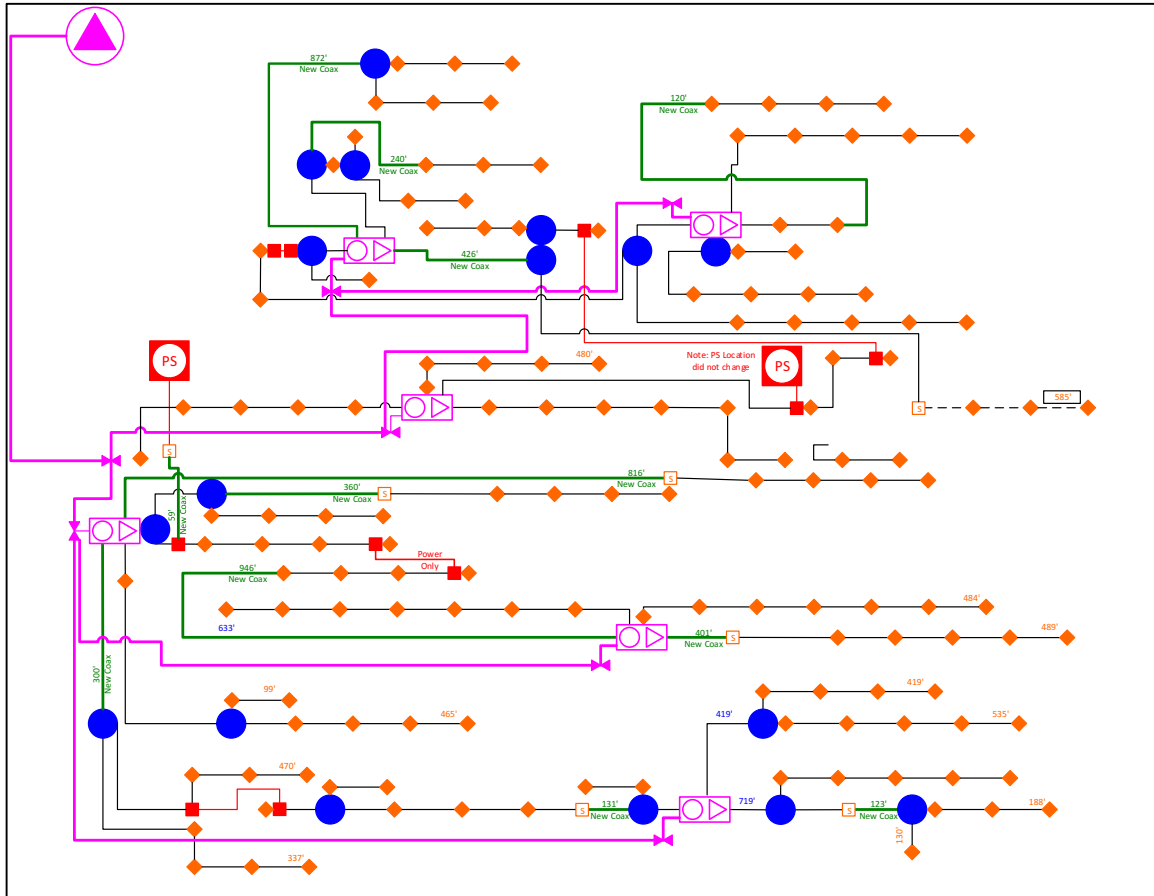 872'
New Coax
120'
New Coax
240'
New Coax
426'
New Coax
PS
480'
Note: PS Location
did not change
PS
S
585'
S
816'
New Coax
S
360'
New Coax
S
59'
New Coax
Power
Only
946'
New Coax
633'
484'
401'
New Coax
S
489'
300'
New Coax
99'
465'
419'
419'
535'
470'
S
131'
New Coax
719'
S
123'
New Coax
188'
130'
337'